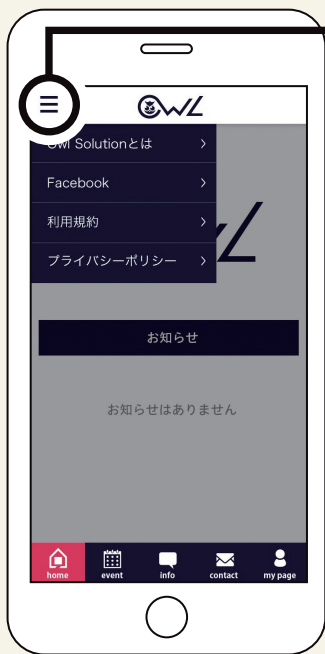 OWL
Owl Solutionとは
Facebook
利用規約
プライバシーポリシー
お知らせ
お知らせはありません
home
event
info
contact
my page